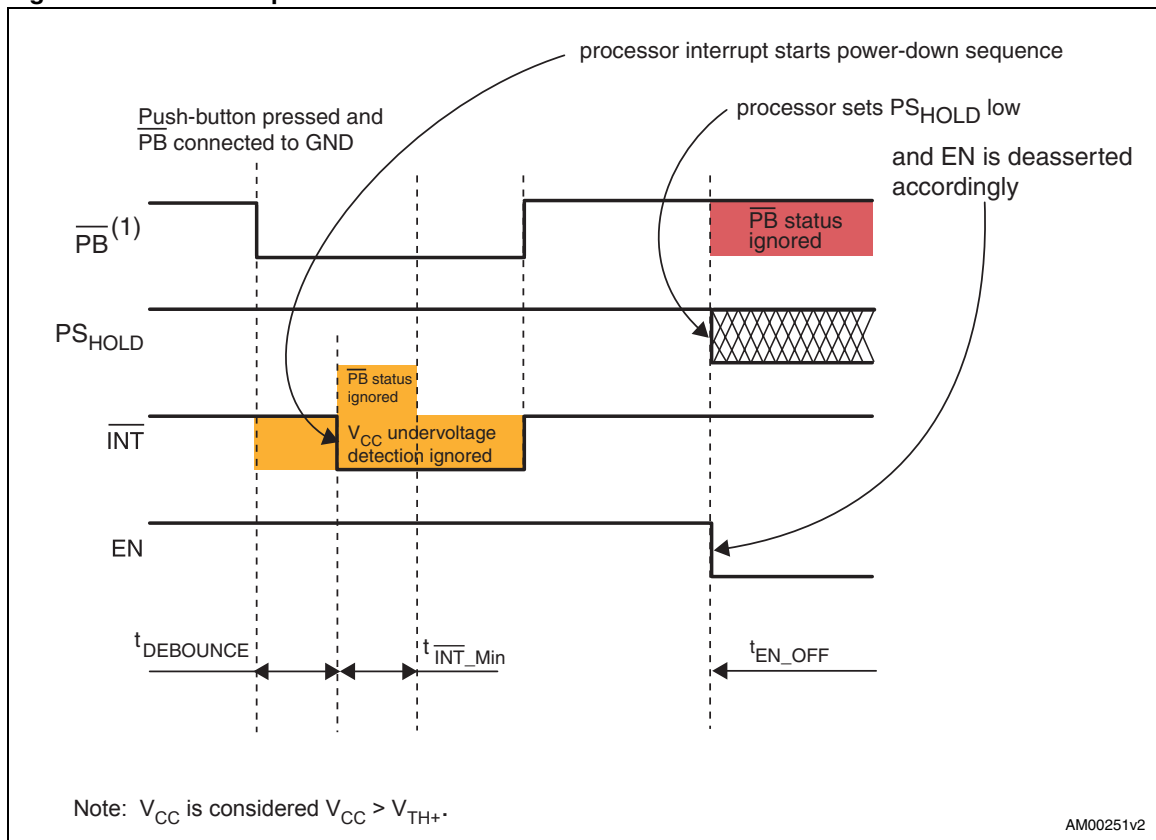 processor interrupt starts power-down sequence
Push-button pressed and
PB connected to GND
processor sets PSHOLD low
and EN is deasserted
accordingly
PB(1)
PB status
ignored
PSHOLD
PB status
ignored
INT
VCC undervoltage
detection ignored
EN
tDEBOUNCE
tINT_Min
tEN_OFF
Note: VCC is considered VCC > VTH+.
AM00251v2